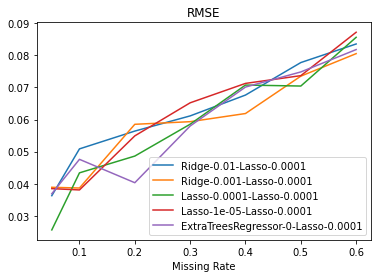 RMSE
0.09
0.08
0.07
0.06
0.05
0.04
0.03
Ridge-0.01-Lasso-0.0001
Ridge-0.001-Lasso-0.0001
Lasso-0.0001-Lasso-0.0001
Lasso-1e-05-Lasso-0.0001
ExtraTreesRegressor-0-Lasso-0.0001
0.1 0.2 0.3 0.4 0.5 0.6
Missing Rate